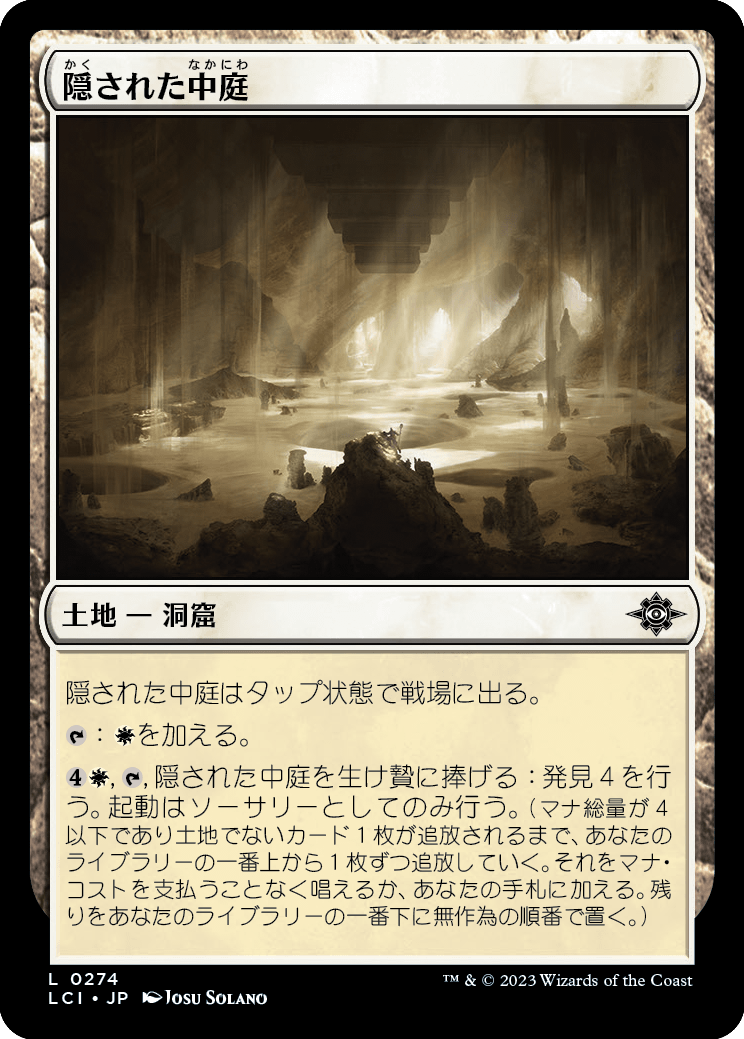 かく なかにわ
隠された中庭
土地 ― 洞窟
隠された中庭はタップ状態で戦場に出る。
：を加える。
4, ,隠された中庭を生け贄に捧げる：発見４を行
う。起動はソーサリーとしてのみ行う。（マナ総量が４
以下であり土地でないカード１枚が追放されるまで、あなたの
ライブラリーの一番上から１枚ずつ追放していく。それをマナ・
コストを支払うことなく唱えるか、あなたの手札に加える。残
りをあなたのライブラリーの一番下に無作為の順番で置く。）
L 0274
LCI • JP Josu Solano
™ & © 2023 Wizards of the Coast